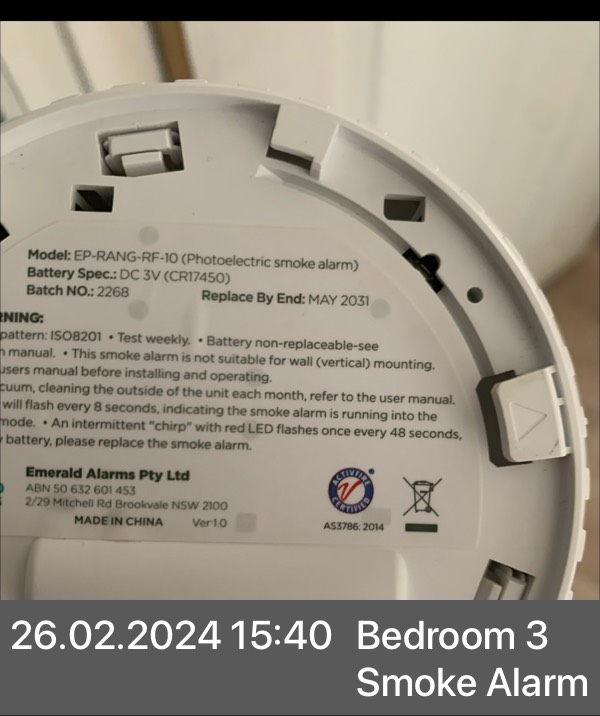 Model: EP-RANG-RF-10 (Photoelectric smoke alarm)
Battery Spec.: DC 3V (CR17450)
Batch NO.: 2268 Replace By End: MAY 2031
RNING:
pattern: ISO8201 • Test weekly. • Battery non-replaceable-see
manual. • This smoke alarm is not suitable for wall (vertical) mounting.
users manual before installing and operating.
cuum, cleaning the outside of the unit each month, refer to the user manual.
will flash every 8 seconds, indicating the smoke alarm is running into the
mode. • An intermittent "chirp" with red LED flashes once every 48 seconds,
battery, please replace the smoke alarm.
Emerald Alarms Pty Ltd
ABN 50 632 601 453
2/29 Mitchell Rd Brookvale NSW 2100
MADE IN CHINA Ver1.0
ACTIVFIRE
CERTIFIED
®
AS3786: 2014
26.02.2024 15:40 Bedroom 3
Smoke Alarm